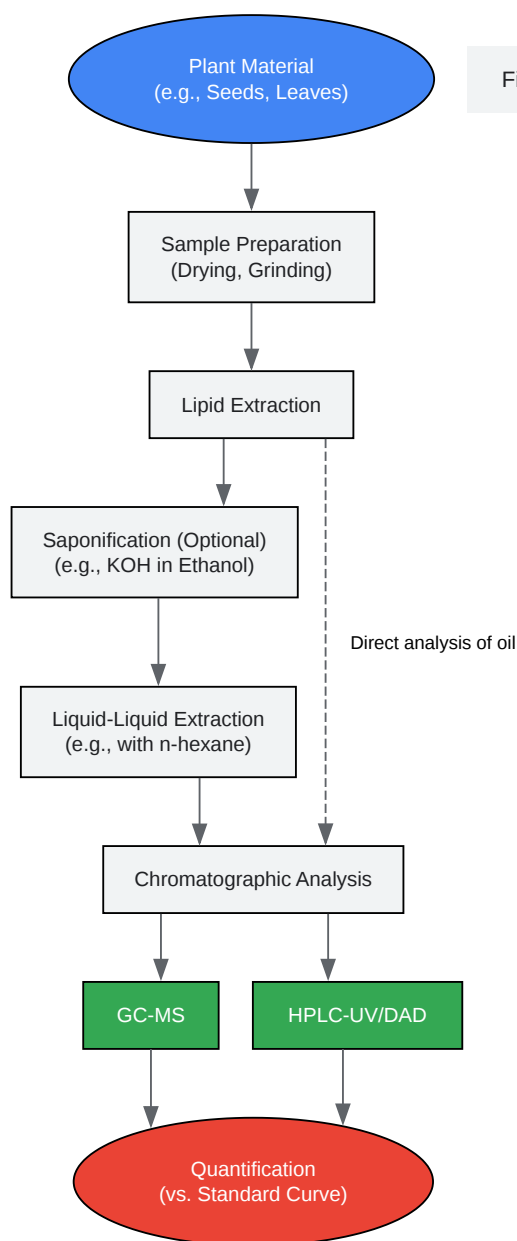 Plant Material
(e.g., Seeds, Leaves)
Fi
Sample Preparation
(Drying, Grinding)
Lipid Extraction
Saponification (Optional)
(e.g., KOH in Ethanol)
Direct analysis of oil
Liquid-Liquid Extraction
(e.g., with n-hexane)
Chromatographic Analysis
GC-MS
HPLC-UV/DAD
Quantification
(vs. Standard Curve)